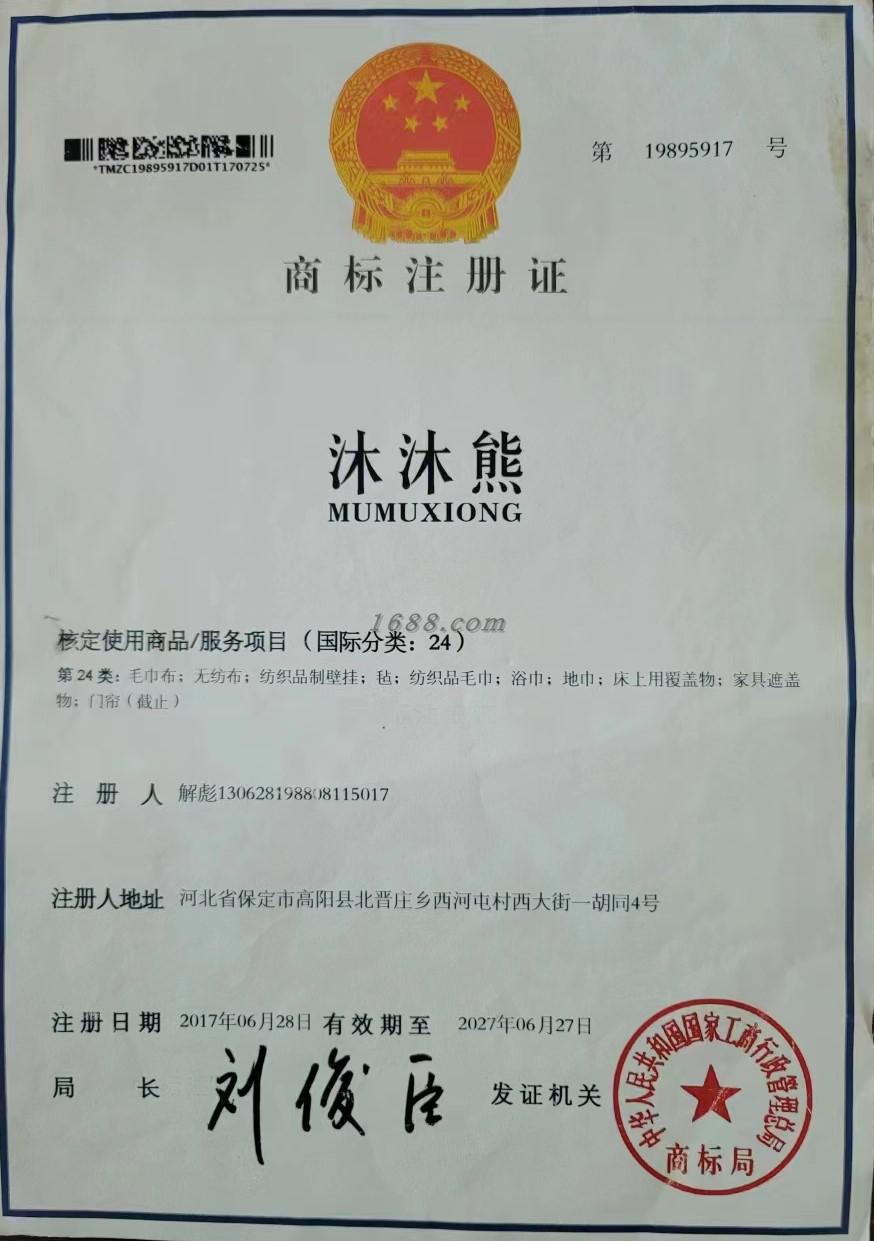 *TMZC19895917D01T170725*
第 19895917 号
商标注册证
沐沐熊
MUMUXIONG
1688.com
核定使用商品/服务项目（国际分类：24）
第24类：毛巾布；无纺布；纺织品制壁挂；毡；纺织品毛巾；浴巾；地巾；床上用覆盖物；家具遮盖
物；门帘（截止）
注册人 解彪130628198808115017
注册人地址 河北省保定市高阳县北晋庄乡西河屯村西大街一胡同4号
注册日期 2017年06月28日 有效期至 2027年06月27日
局长 刘俊臣 发证机关
中华人民共和国国家工商行政管理总局
商标局